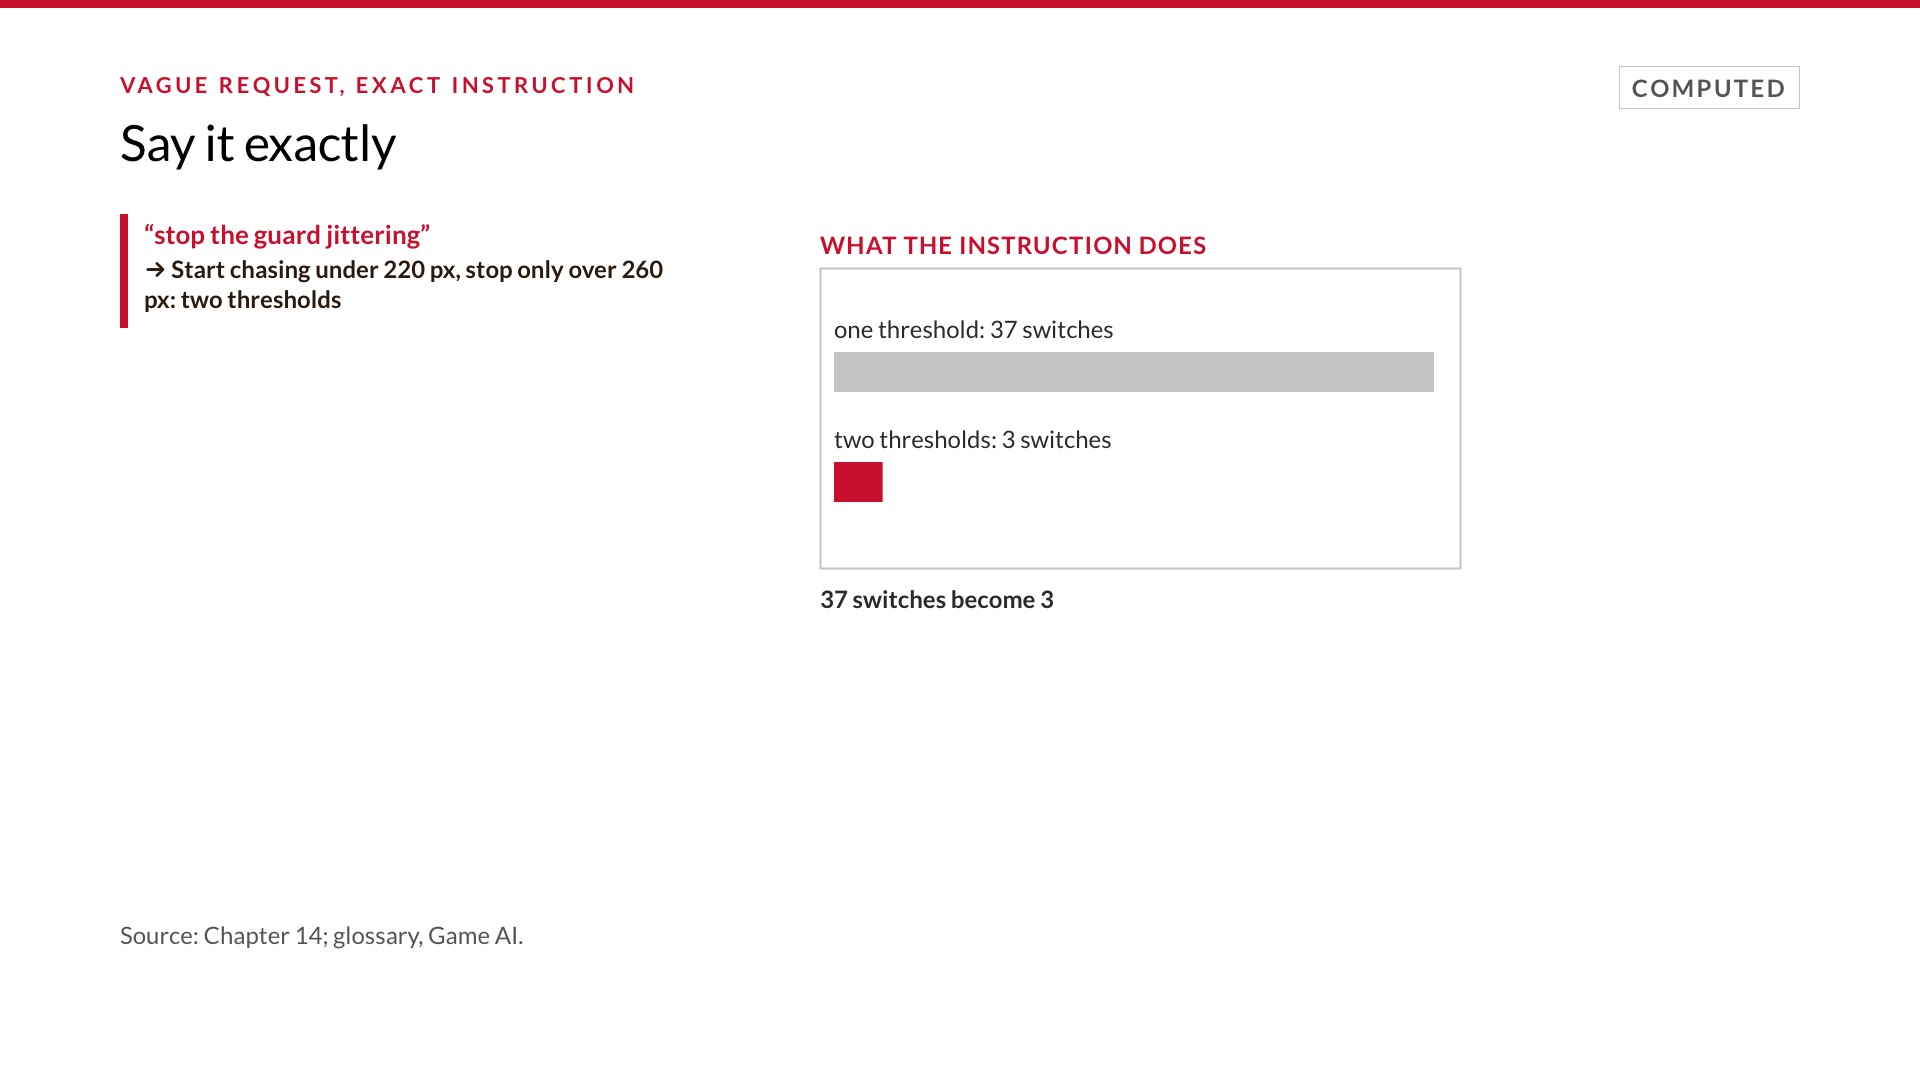 VAGUE REQUEST, EXACT INSTRUCTION
COMPUTED
Say it exactly
“stop the guard jittering”
→ Start chasing under 220 px, stop only over 260
px: two thresholds
WHAT THE INSTRUCTION DOES
one threshold: 37 switches
two thresholds: 3 switches
37 switches become 3
Source: Chapter 14; glossary, Game AI.